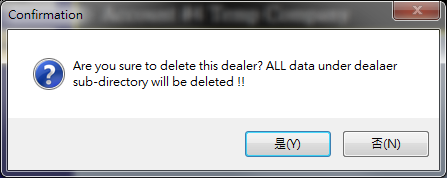 Confirmation
Are you sure to delete this dealer? ALL data under dealaer
sub-directory will be deleted !!
是(Y)
否(N)